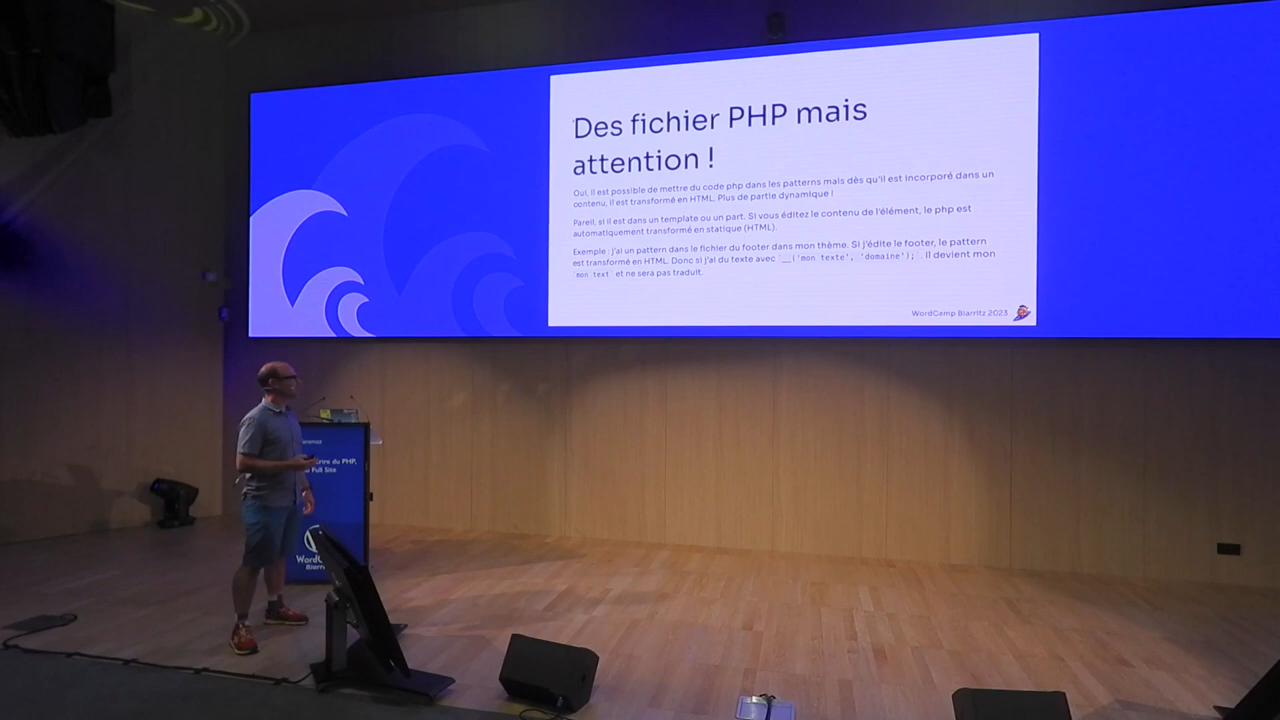 Des fichier PHP mais
attention !
Oui, il est possible de mettre du code php dans les patterns mais dès qu'il est incorporé dans un
contenu, il est transformé en HTML. Plus de partie dynamique !
Pareil, si il est dans un template ou un part. Si vous éditez le contenu de l'élément, le php est
automatiquement transformé en statique (HTML).
Exemple : j'ai un pattern dans le fichier du footer dans mon thème. Si j'édite le footer, le pattern
est transformé en HTML. Donc si j'ai du texte avec `__('mon texte', 'domaine');`. Il devient mon
`mon text` et ne sera pas traduit.
WordCamp Biarritz 2023
du PHP,
Full Site